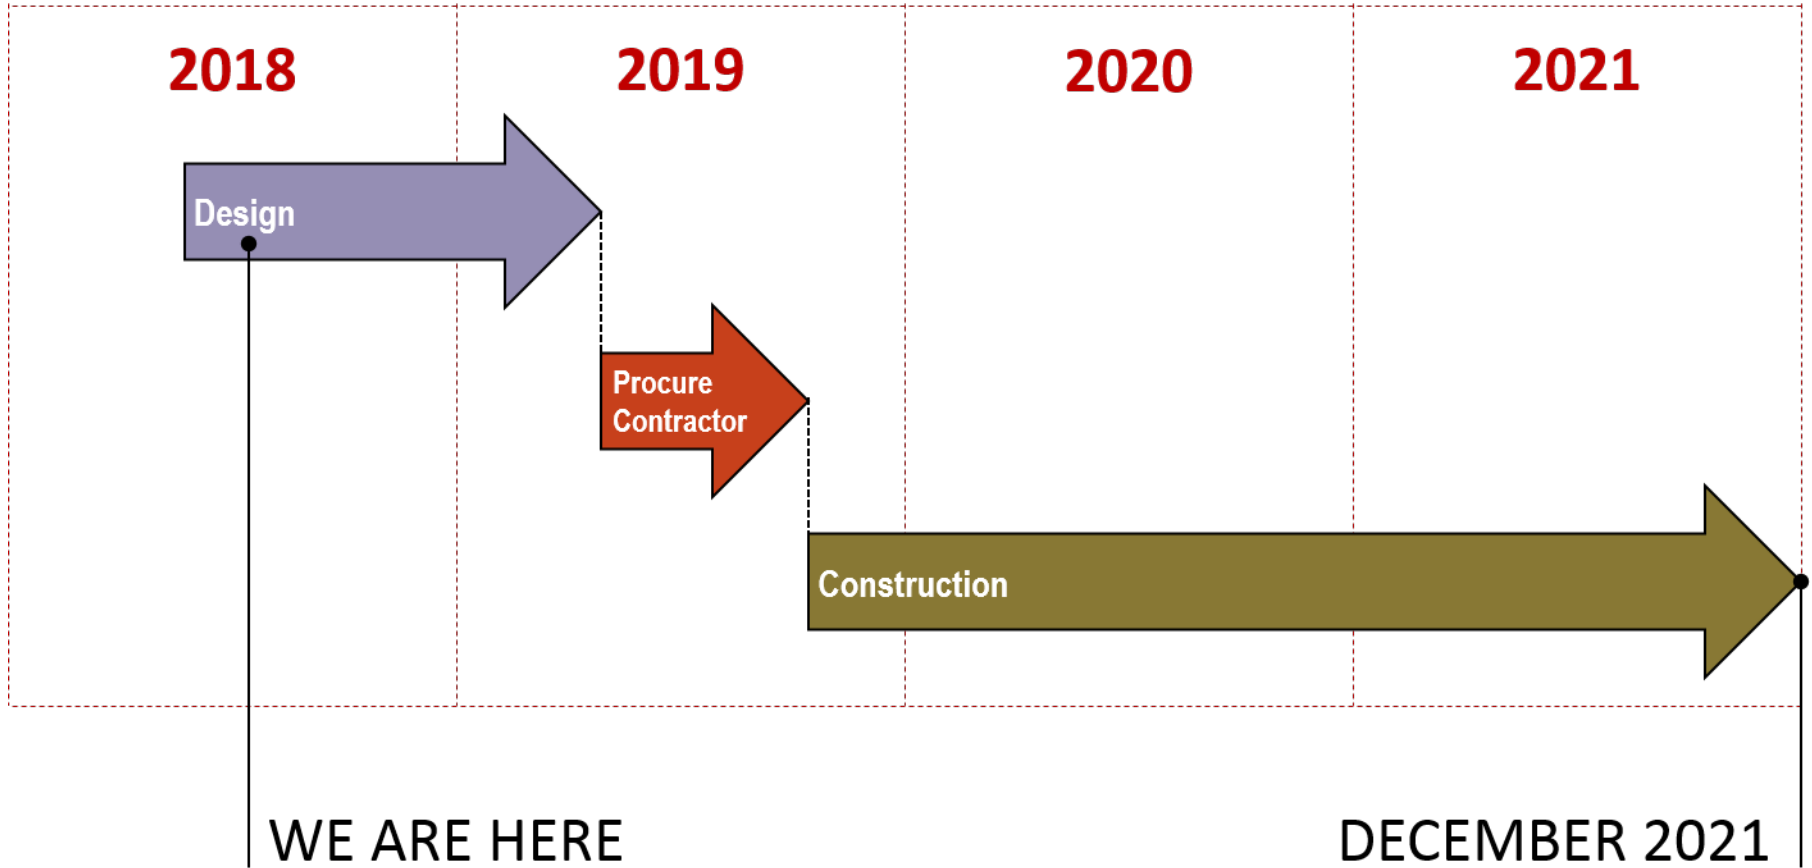 2018 2019 2020 2021
Design
Procure
Contractor
Construction
WE ARE HERE
DECEMBER 2021